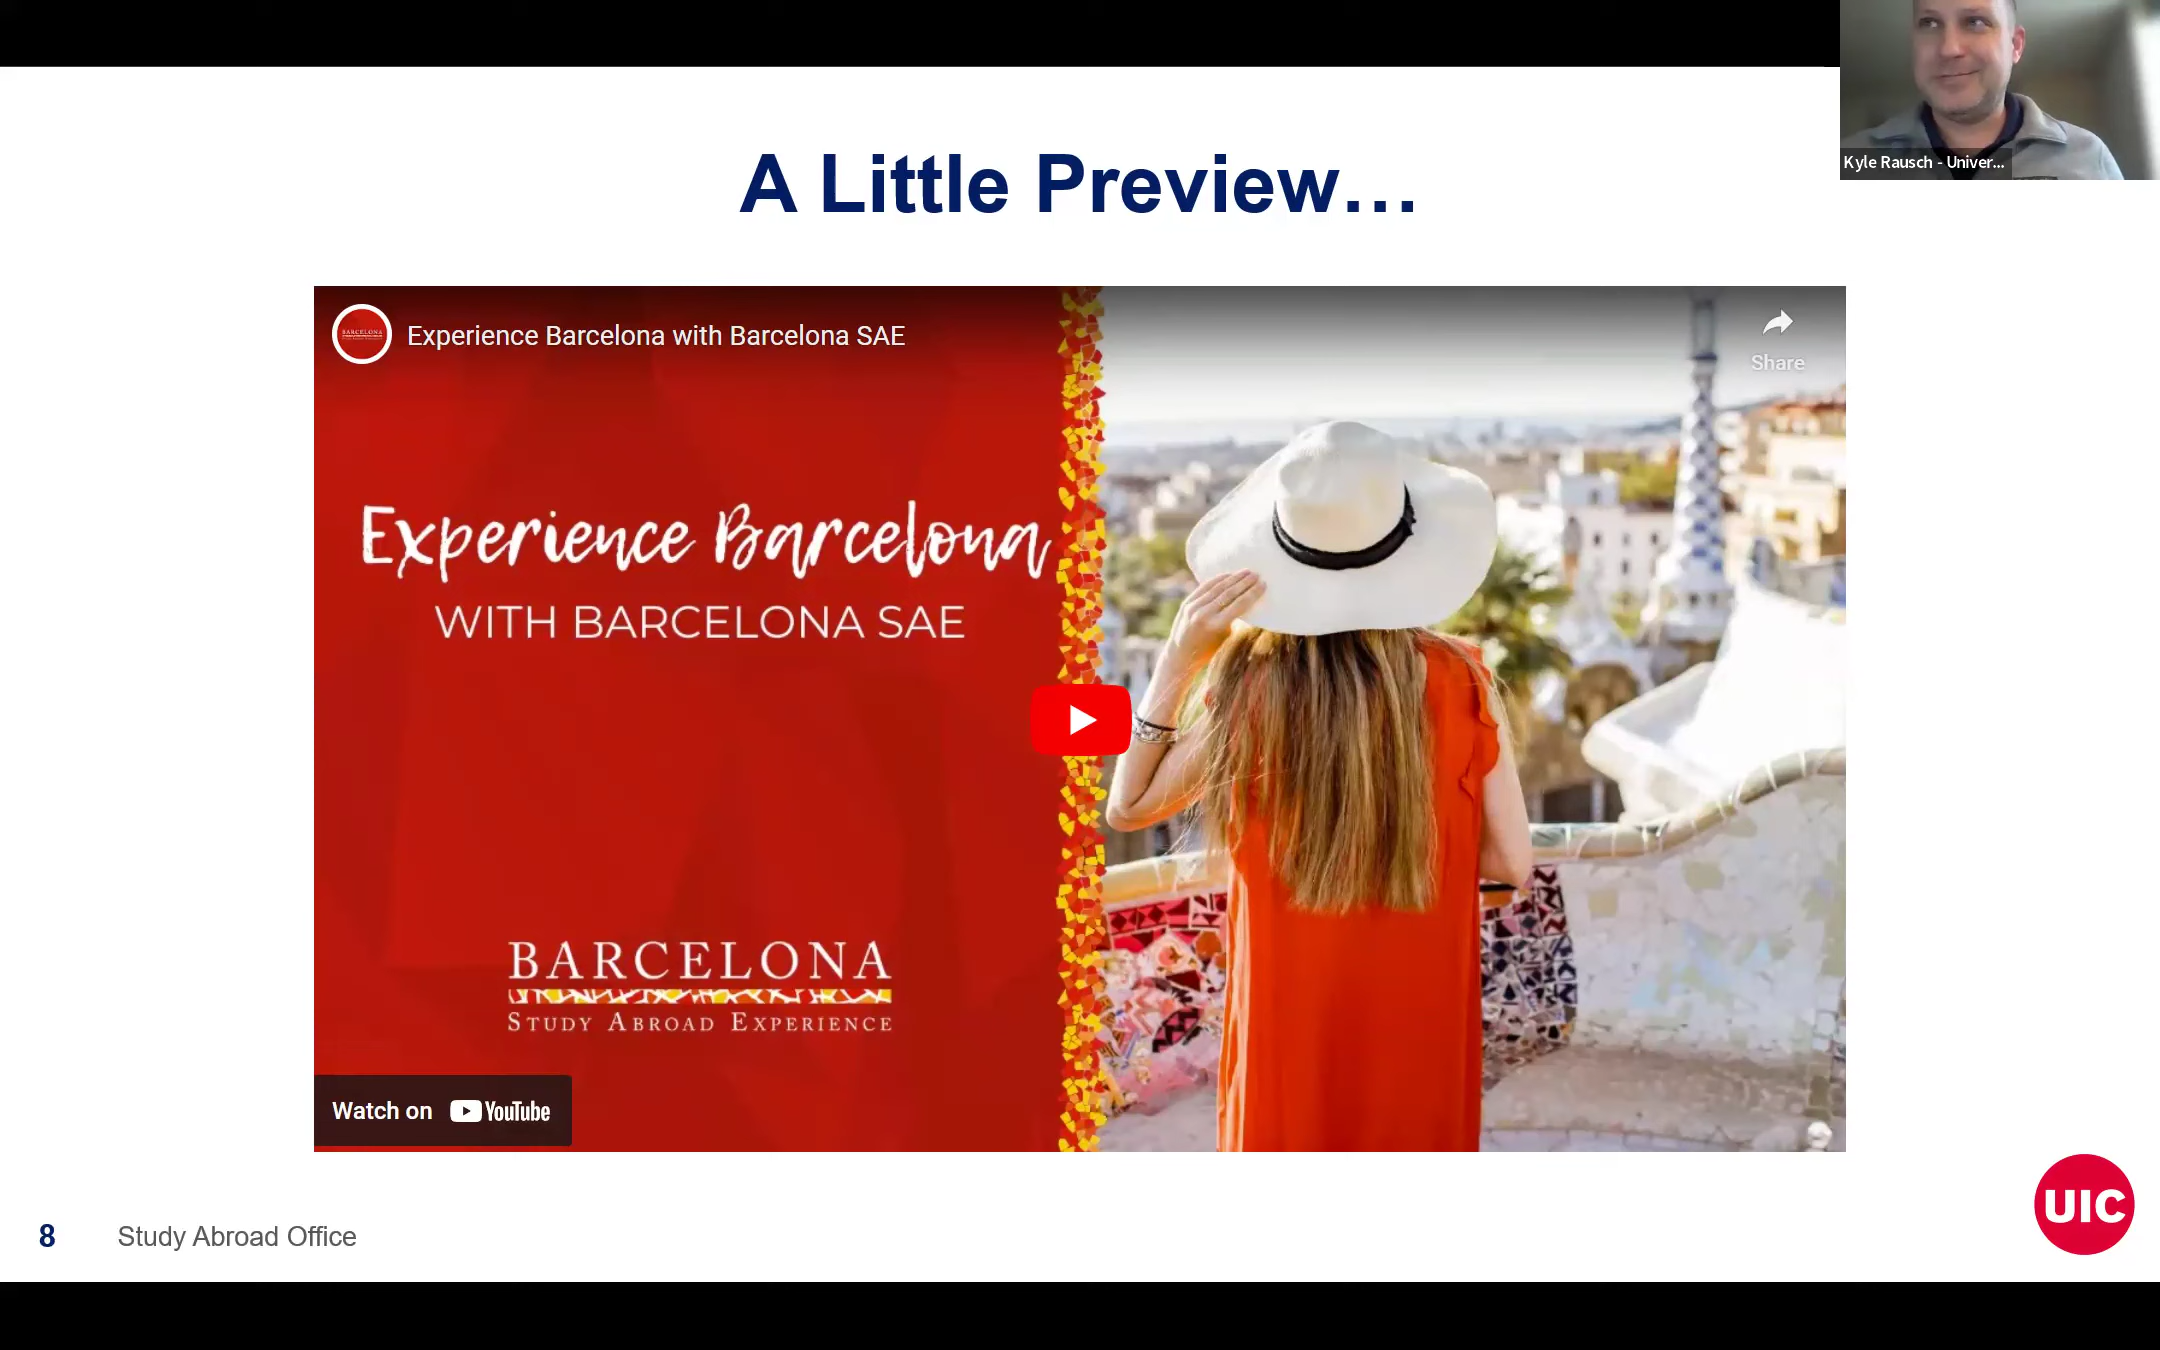 A Little Preview...
Kyle Rausch - Univer...
BARCELONA
Experience Barcelona with Barcelona SAE
Share
Experience Barcelona
WITH BARCELONA SAE
BARCELONA
STUDY ABROAD EXPERIENCE
Watch on YouTube
8 Study Abroad Office
UIC